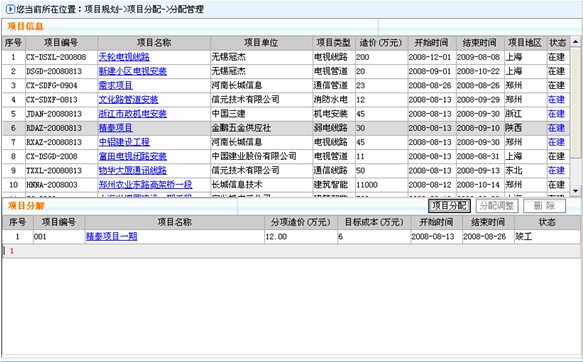 您当前所在位置：项目规划->项目分配->分配管理
项目信息
序号 项目编号 项目名称 项目单位 项目类型 造价(万元) 开始时间 结束时间 项目地区 状态
1 CX-DSXL-200808 天轮电视线路 无锡冠杰 电视线路 200 2008-12-01 2009-08-08 上海 在建
2 DSGD-20080813 新建小区电视安装 无锡冠杰 电视管道 20 2008-09-01 2008-10-22 上海 在建
3 CX-SDFG-0904 需求项目 河南长城信息 通信管道 23 2008-08-26 2008-08-26 郑州 在建
4 CX-SDXF-0813 文化路管道安装 信元技术有限公司 消防水电 12 2008-08-13 2008-08-29 郑州 在建
5 JDAN-20080813 浙江市政机电安装 中国三建 机电安装 45 2008-08-13 2008-08-30 浙江 在建
6 RDAZ-20080813 精泰项目 金鹏五金供应社 弱电线路 30 2008-08-13 2008-09-10 陕西 在建
7 RXAZ-20080813 中铝建设工程 河南长城信息 电视线路 45 2008-08-13 2008-08-30 郑州 在建
8 CX-DSGD-2008 富田电视闭路安装 中国建业股份有限公司 电视管道 11 2008-08-13 2008-08-31 上海 在建
9 TXXL-20080813 物华大厦通讯线路 信元技术有限公司 通信线路 50 2008-08-13 2008-09-13 东北 在建
10 HNNA-2008003 郑州农业东路高架桥一段 长城信息技术 建筑智能 11000 2008-08-12 2008-10-14 郑州 在建
项目分解 项目分配 分配调整 删 除
序号 项目编号 项目名称 分项造价(万元) 目标成本(万元) 开始时间 结束时间 状态
1 001 精泰项目一期 12.00 6 2008-08-13 2008-08-26 竣工
1